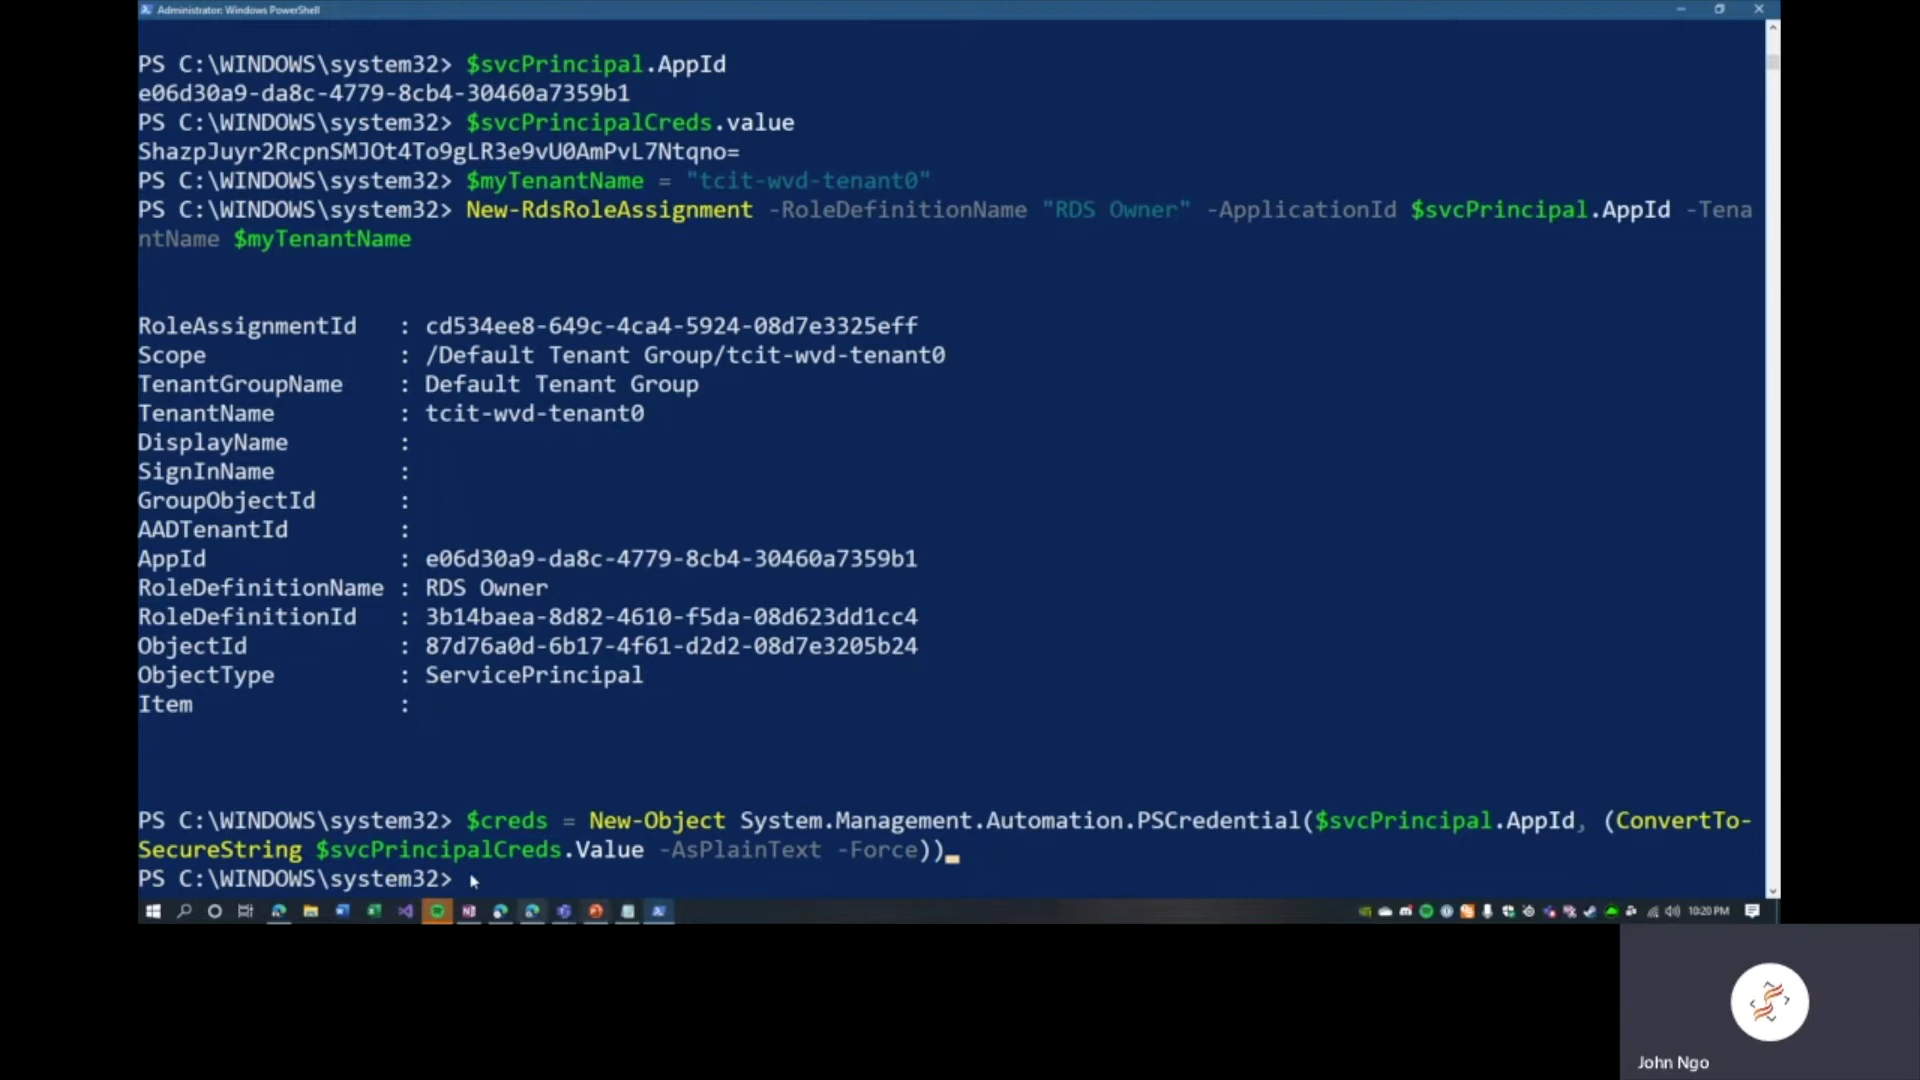 Administrator: Windows PowerShell
PS C:\WINDOWS\system32> $svcPrincipal.AppId
e06d30a9-da8c-4779-8cb4-30460a7359b1
PS C:\WINDOWS\system32> $svcPrincipalCreds.value
ShazpJuyr2RcpnSMJOt4To9gLR3e9vU0AmPvL7Ntqno=
PS C:\WINDOWS\system32> $myTenantName = "tcit-wvd-tenant0"
PS C:\WINDOWS\system32> New-RdsRoleAssignment -RoleDefinitionName "RDS Owner" -ApplicationId $svcPrincipal.AppId -Tena
ntName $myTenantName
RoleAssignmentId : cd534ee8-649c-4ca4-5924-08d7e3325eff
Scope : /Default Tenant Group/tcit-wvd-tenant0
TenantGroupName : Default Tenant Group
TenantName : tcit-wvd-tenant0
DisplayName :
SignInName :
GroupObjectId :
AADTenantId :
AppId : e06d30a9-da8c-4779-8cb4-30460a7359b1
RoleDefinitionName : RDS Owner
RoleDefinitionId : 3b14baea-8d82-4610-f5da-08d623dd1cc4
ObjectId : 87d76a0d-6b17-4f61-d2d2-08d7e3205b24
ObjectType : ServicePrincipal
Item :
PS C:\WINDOWS\system32> $creds = New-Object System.Management.Automation.PSCredential($svcPrincipal.AppId, (ConvertTo-
SecureString $svcPrincipalCreds.Value -AsPlainText -Force))
PS C:\WINDOWS\system32>
10:20 PM
John Ngo